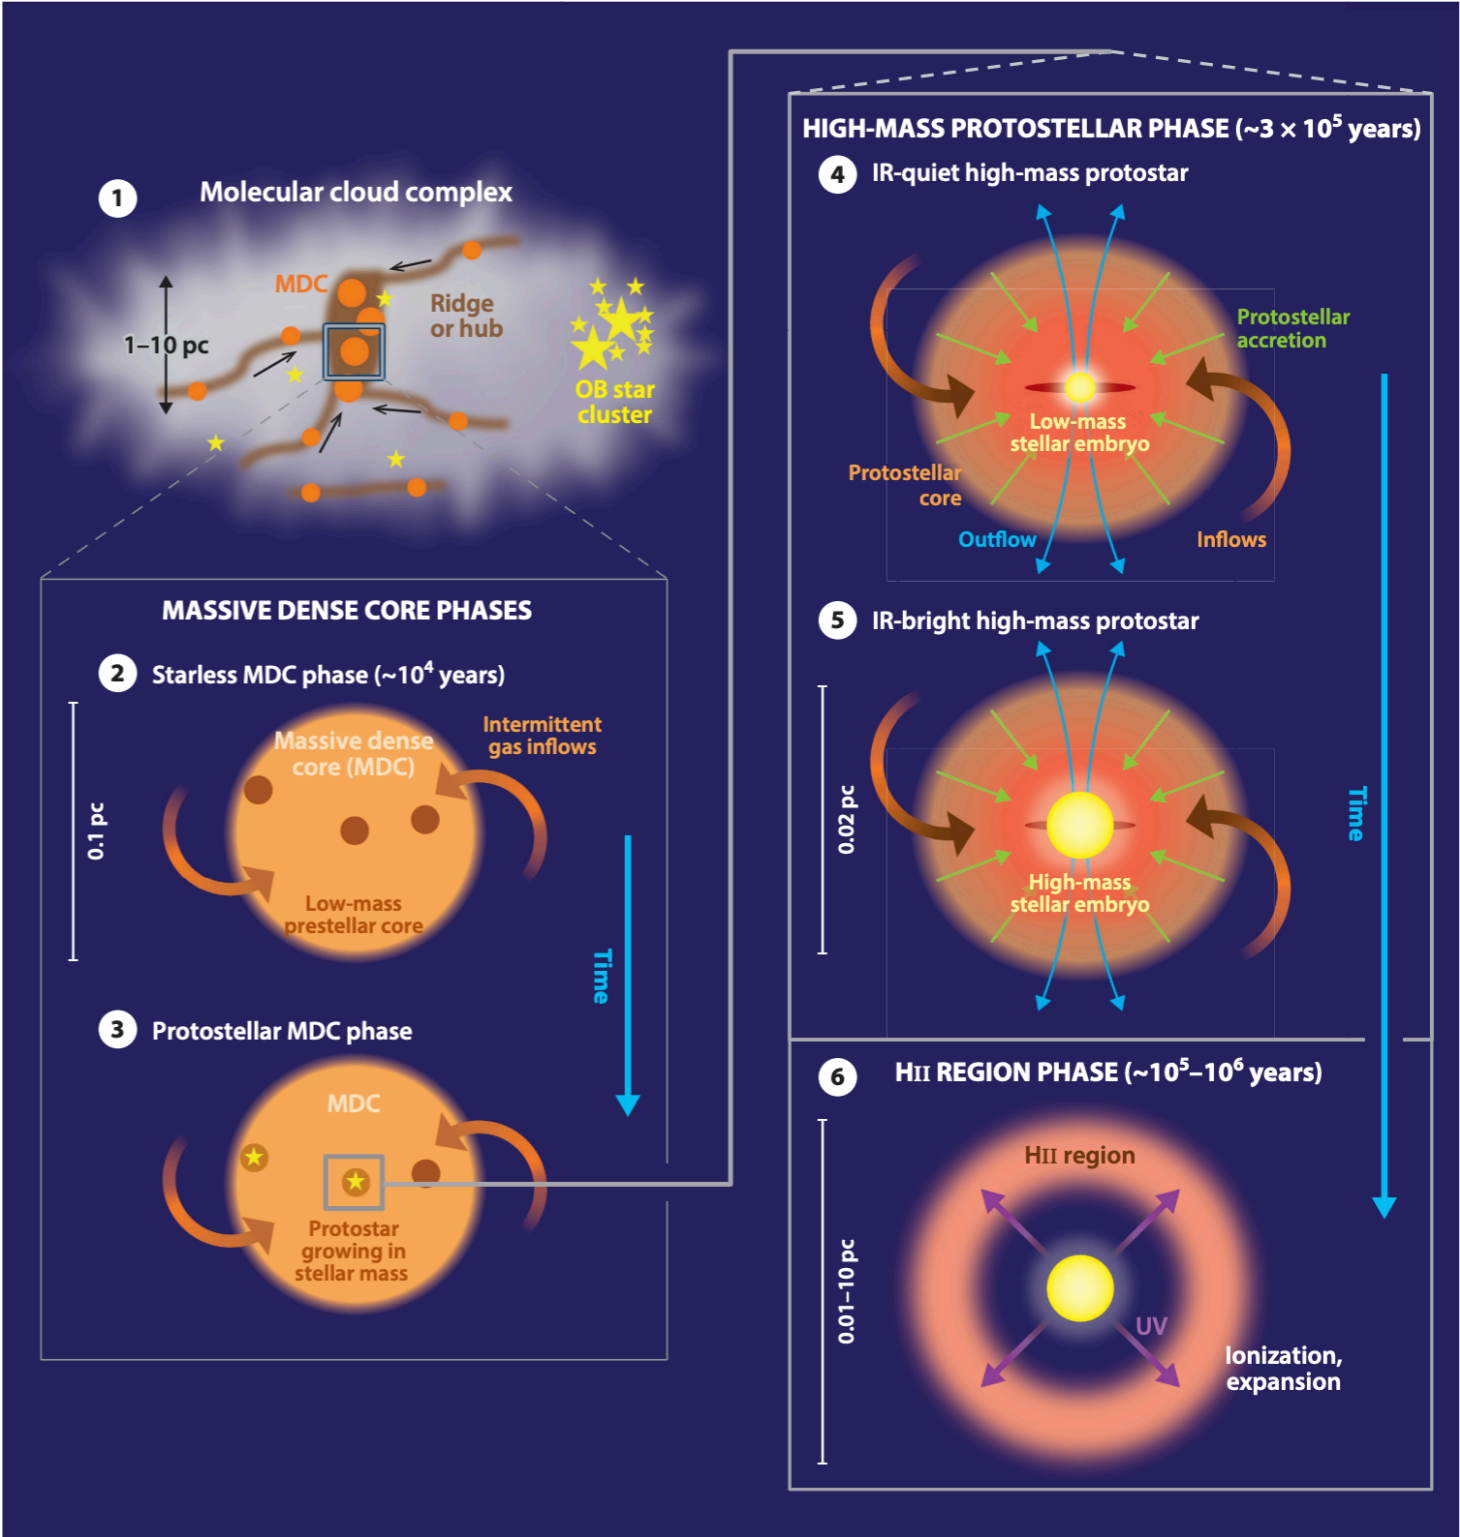 1
Molecular cloud complex
MDC
Ridge
or hub
1–10 pc
OB star
cluster
MASSIVE DENSE CORE PHASES
2
Starless MDC phase (~10⁴ years)
Intermittent
gas inflows
Massive dense
core (MDC)
0.1 pc
Low-mass
prestellar core
Time
3
Protostellar MDC phase
MDC
Protostar
growing in
stellar mass
HIGH-MASS PROTOSTELLAR PHASE (~3 × 10⁵ years)
4
IR-quiet high-mass protostar
Protostellar
accretion
Low-mass
stellar embryo
Protostellar
core
Outflow
Inflows
5
IR-bright high-mass protostar
0.02 pc
High-mass
stellar embryo
Time
6
HII REGION PHASE (~10⁵–10⁶ years)
HII region
0.01–10 pc
UV
Ionization,
expansion